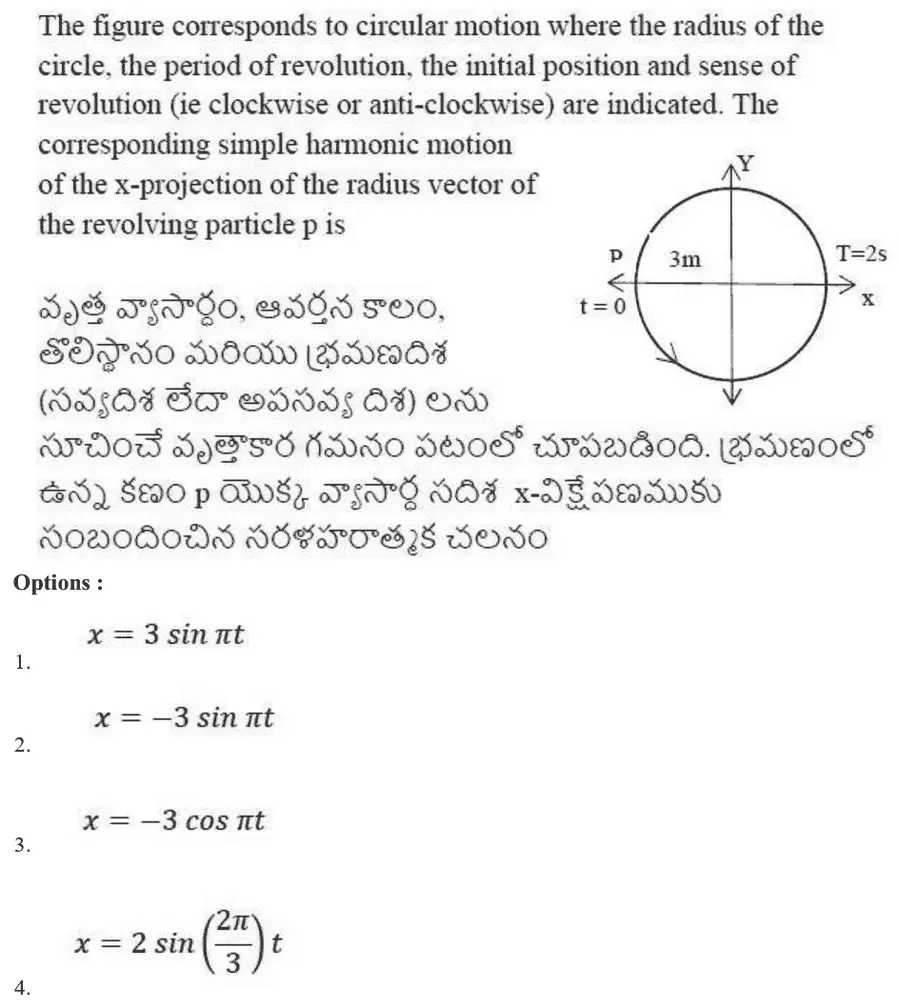 The figure corresponds to circular motion where the radius of the
circle, the period of revolution, the initial position and sense of
revolution (ie clockwise or anti-clockwise) are indicated. The
corresponding simple harmonic motion
of the x-projection of the radius vector of
the revolving particle p is
Y
p
3m
T=2s
t = 0
x
వృత్త వ్యాసార్ధం, ఆవర్తన కాలం,
తొలిస్థానం మరియు భ్రమణదిశ
(సవ్యదిశ లేదా అపసవ్య దిశ) లను
సూచించే వృత్తాకార గమనం పటంలో చూపబడింది. భ్రమణంలో
ఉన్న కణం p యొక్క వ్యాసార్ధ సదిశ x-విక్షేపణముకు
సంబందించిన సరళహరాత్మక చలనం
Options :
1. x = 3 sin πt
2. x = −3 sin πt
3. x = −3 cos πt
4. x = 2 sin (2π/3) t